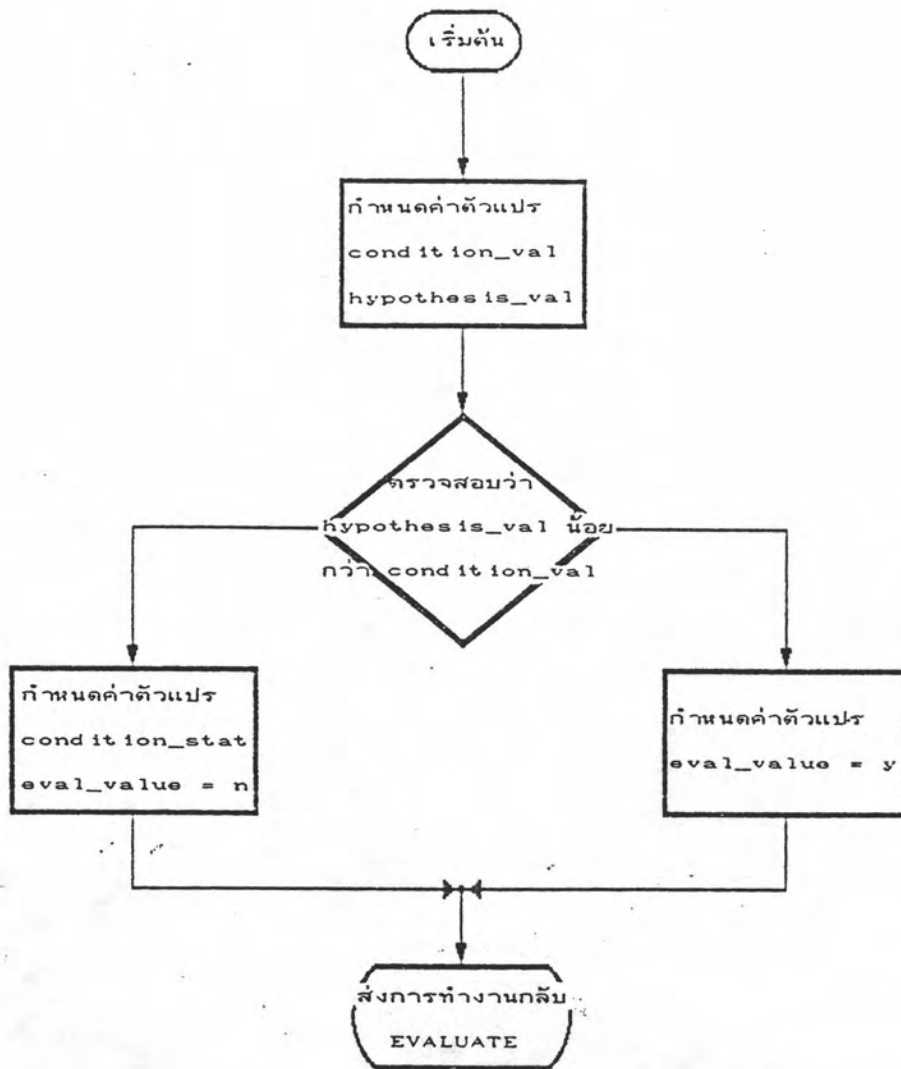 เริ่มต้น
กำหนดค่าตัวแปร
condition_val
hypothesis_val
ตรวจสอบว่า
hypothesis_val น้อย
กว่า condition_val
กำหนดค่าตัวแปร
condition_stat
eval_value = n
กำหนดค่าตัวแปร
eval_value = y
ส่งการทำงานกลับ
EVALUATE